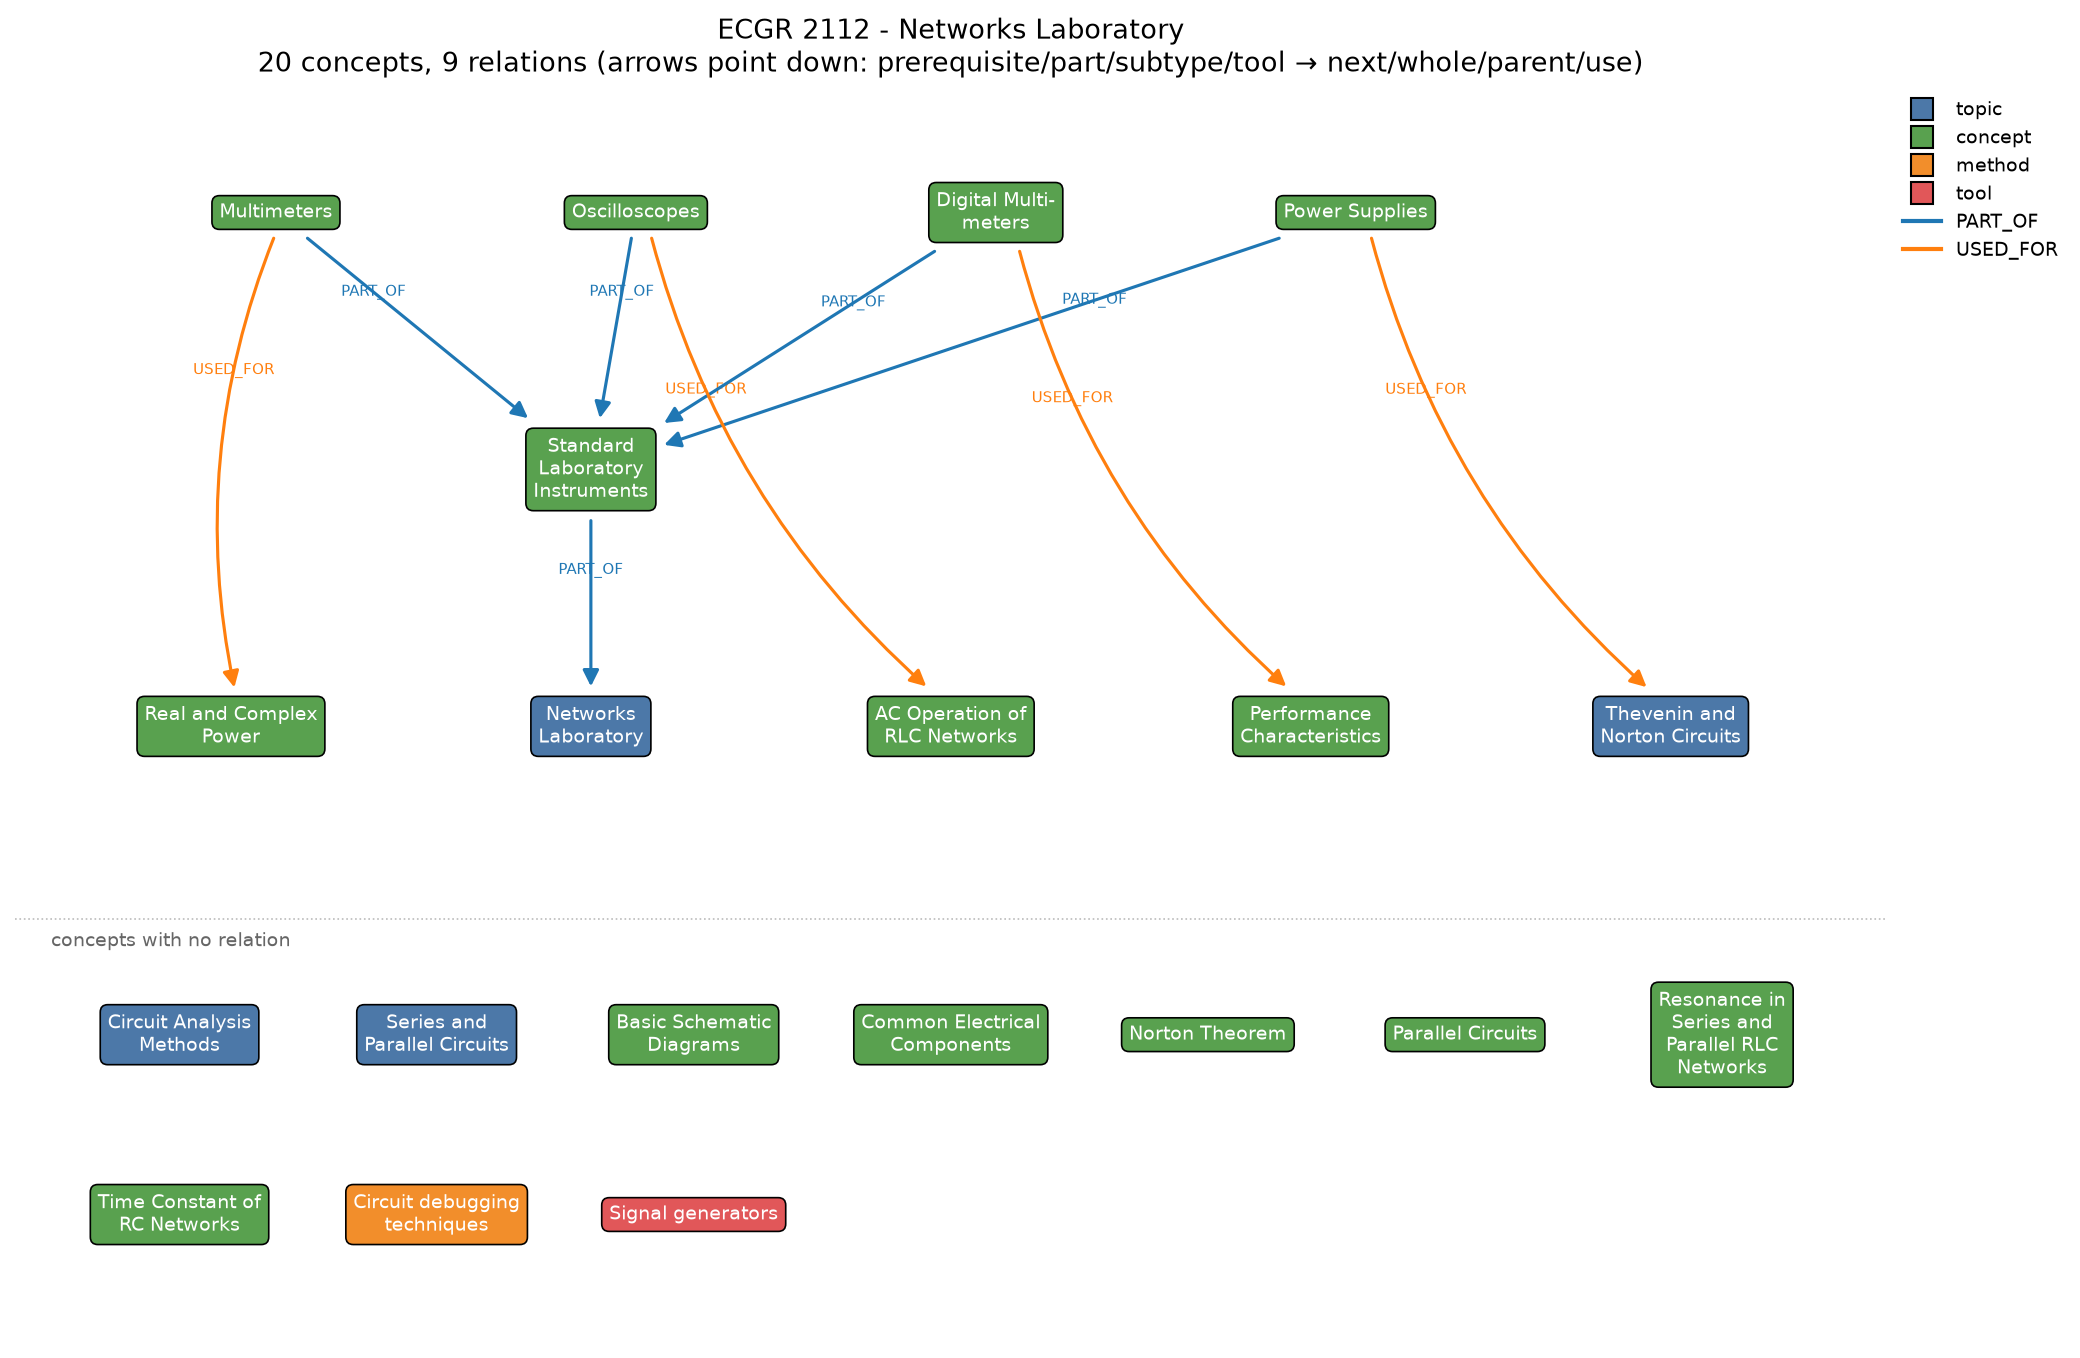 ECGR 2112 - Networks Laboratory
20 concepts, 9 relations (arrows point down: prerequisite/part/subtype/tool → next/whole/parent/use)
topic
concept
method
tool
PART_OF
USED_FOR
Multimeters
Oscilloscopes
Digital Multi-
meters
Power Supplies
PART_OF
PART_OF
PART_OF
PART_OF
USED_FOR
USED_FOR
USED_FOR
USED_FOR
Standard
Laboratory
Instruments
PART_OF
Real and Complex
Power
Networks
Laboratory
AC Operation of
RLC Networks
Performance
Characteristics
Thevenin and
Norton Circuits
concepts with no relation
Circuit Analysis
Methods
Series and
Parallel Circuits
Basic Schematic
Diagrams
Common Electrical
Components
Norton Theorem
Parallel Circuits
Resonance in
Series and
Parallel RLC
Networks
Time Constant of
RC Networks
Circuit debugging
techniques
Signal generators